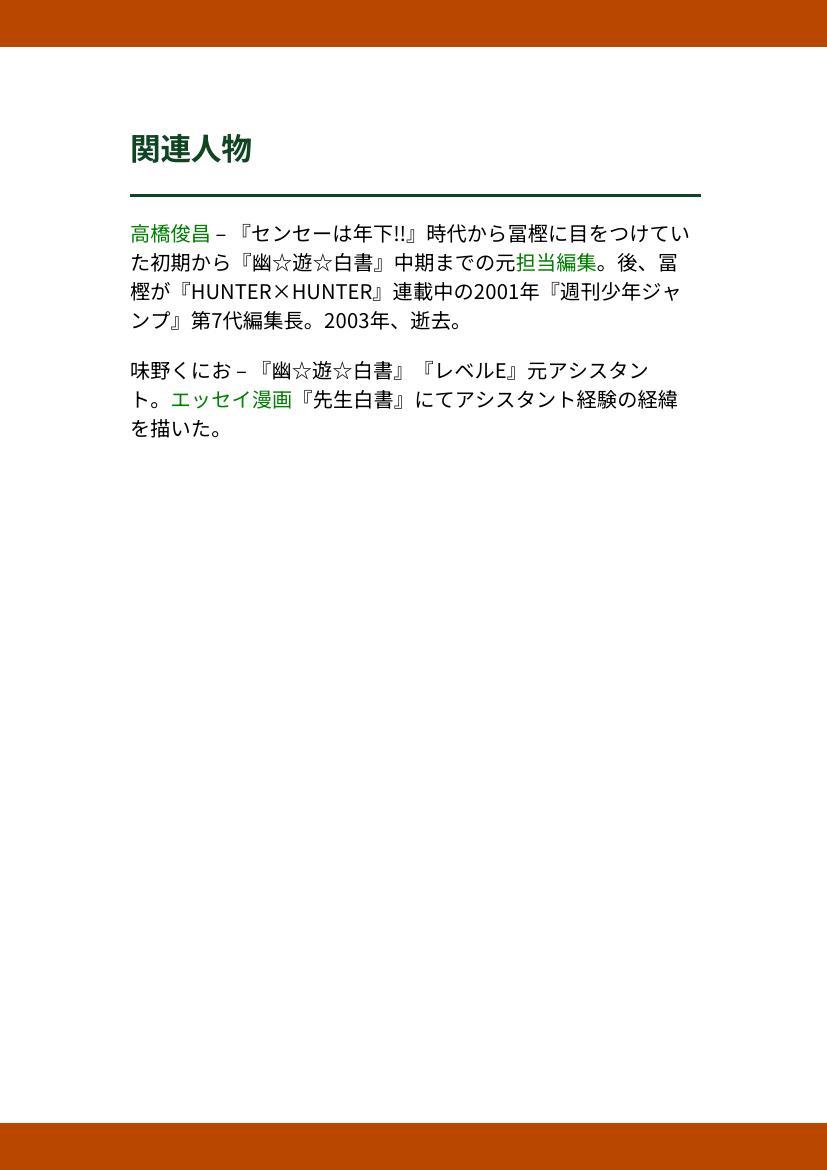 関連人物
高橋俊昌 – 『センセーは年下!!』時代から冨樫に目をつけてい
た初期から『幽☆遊☆白書』中期までの元担当編集。後、冨
樫が『HUNTER×HUNTER』連載中の2001年『週刊少年ジャ
ンプ』第7代編集長。2003年、逝去。
味野くにお – 『幽☆遊☆白書』『レベルE』元アシスタン
ト。エッセイ漫画『先生白書』にてアシスタント経験の経緯
を描いた。